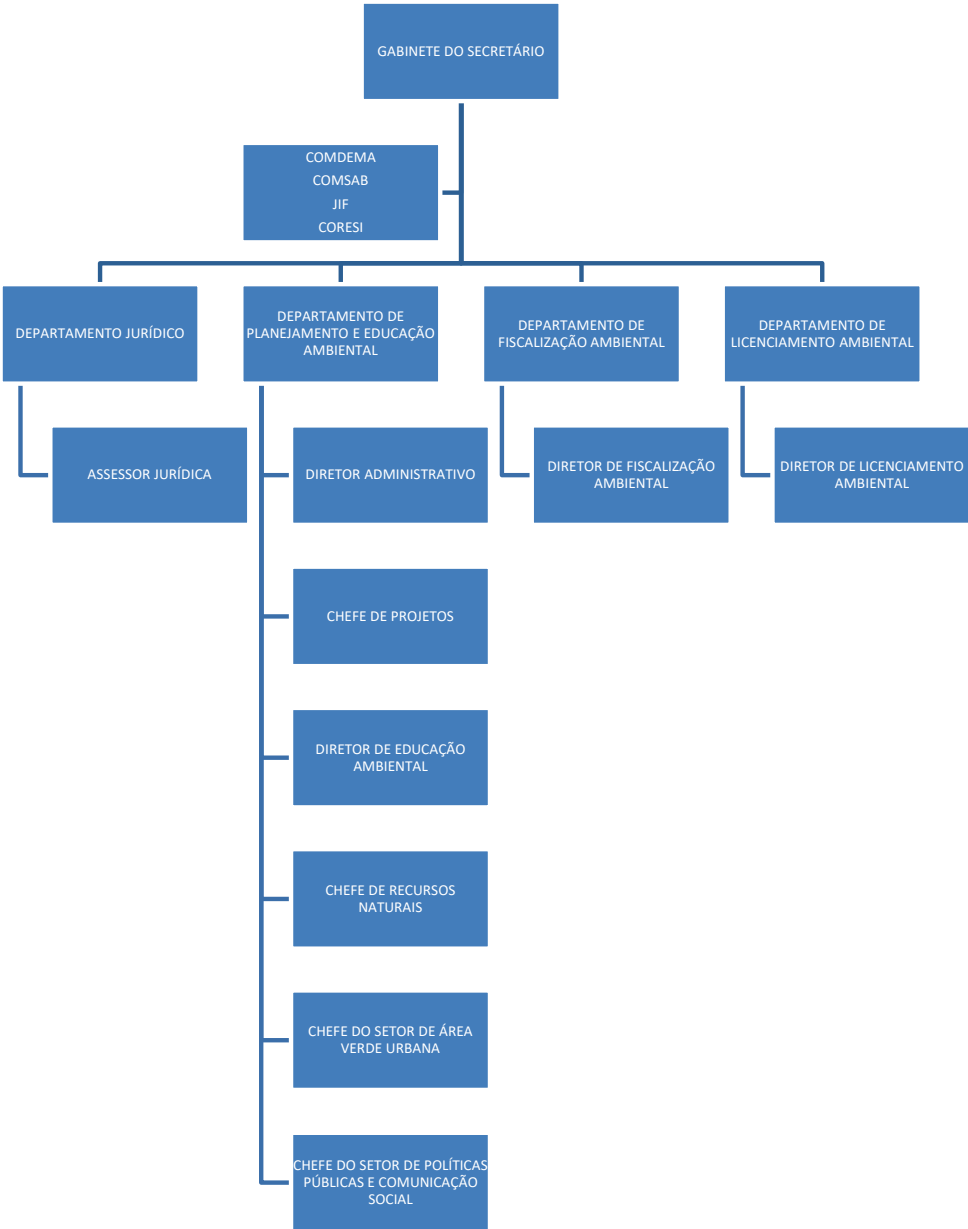 GABINETE DO SECRETÁRIO
COMDEMA
COMSAB
JIF
CORESI
DEPARTAMENTO JURÍDICO
DEPARTAMENTO DE
PLANEJAMENTO E EDUCAÇÃO
AMBIENTAL
DEPARTAMENTO DE
FISCALIZAÇÃO AMBIENTAL
DEPARTAMENTO DE
LICENCIAMENTO AMBIENTAL
ASSESSOR JURÍDICA
DIRETOR ADMINISTRATIVO
DIRETOR DE FISCALIZAÇÃO
AMBIENTAL
DIRETOR DE LICENCIAMENTO
AMBIENTAL
CHEFE DE PROJETOS
DIRETOR DE EDUCAÇÃO
AMBIENTAL
CHEFE DE RECURSOS
NATURAIS
CHEFE DO SETOR DE ÁREA
VERDE URBANA
CHEFE DO SETOR DE POLÍTICAS
PÚBLICAS E COMUNICAÇÃO
SOCIAL